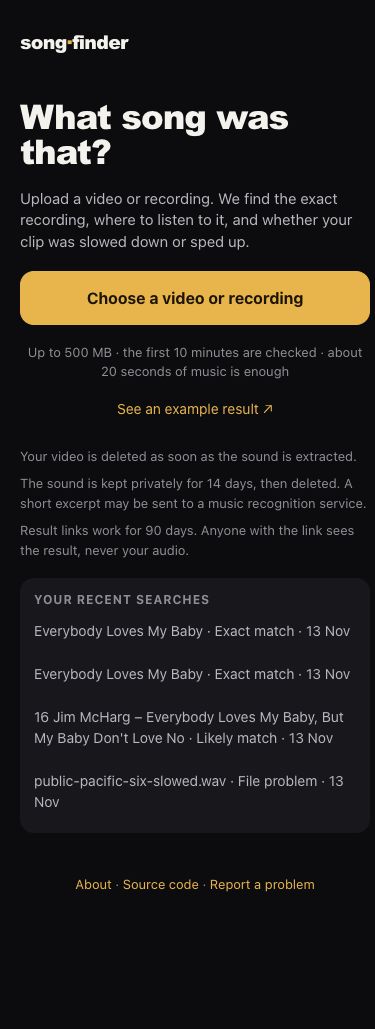 song·finder
What song was
that?
Upload a video or recording. We find the exact
recording, where to listen to it, and whether your
clip was slowed down or sped up.
Choose a video or recording
Up to 500 MB · the first 10 minutes are checked · about
20 seconds of music is enough
See an example result ↗
Your video is deleted as soon as the sound is extracted.
The sound is kept privately for 14 days, then deleted. A
short excerpt may be sent to a music recognition service.
Result links work for 90 days. Anyone with the link sees
the result, never your audio.
YOUR RECENT SEARCHES
Everybody Loves My Baby · Exact match · 13 Nov
Everybody Loves My Baby · Exact match · 13 Nov
16 Jim McHarg – Everybody Loves My Baby, But
My Baby Don't Love No · Likely match · 13 Nov
public-pacific-six-slowed.wav · File problem · 13
Nov
About · Source code · Report a problem